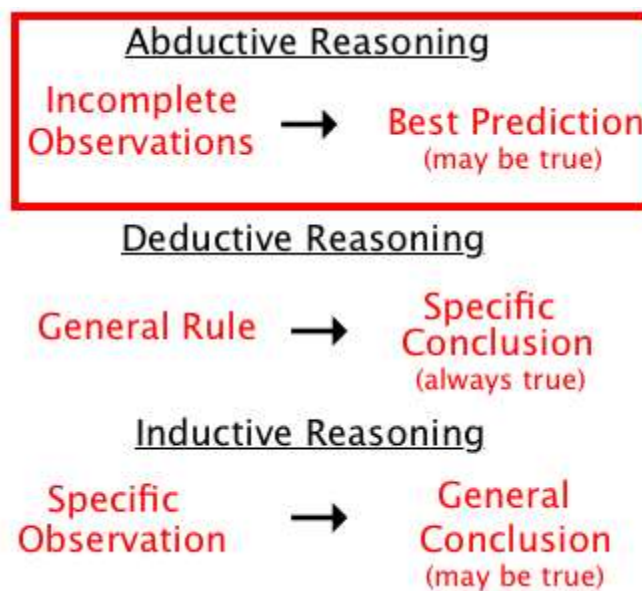 Abductive Reasoning
Incomplete
Observations
Best Prediction
(may be true)
Deductive Reasoning
General Rule
Specific
Conclusion
(always true)
Inductive Reasoning
Specific
Observation
General
Conclusion
(may be true)